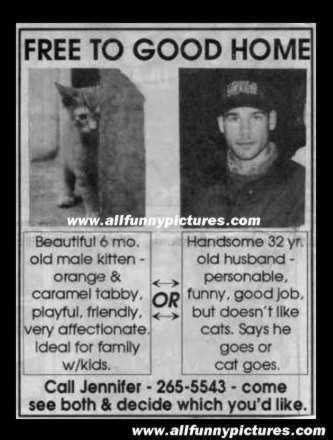 FREE TO GOOD HOME
www.allfunnypictures.com
Beautiful 6 mo.
old male kitten -
orange &
caramel tabby,
playful, friendly,
very affectionate.
Ideal for family
w/kids.
OR
Handsome 32 yr.
old husband -
personable,
funny, good job,
but doesn't like
cats. Says he
goes or
cat goes.
Call Jennifer - 265-5543 - come
see both & decide which you'd like.
www.allfunnypictures.com